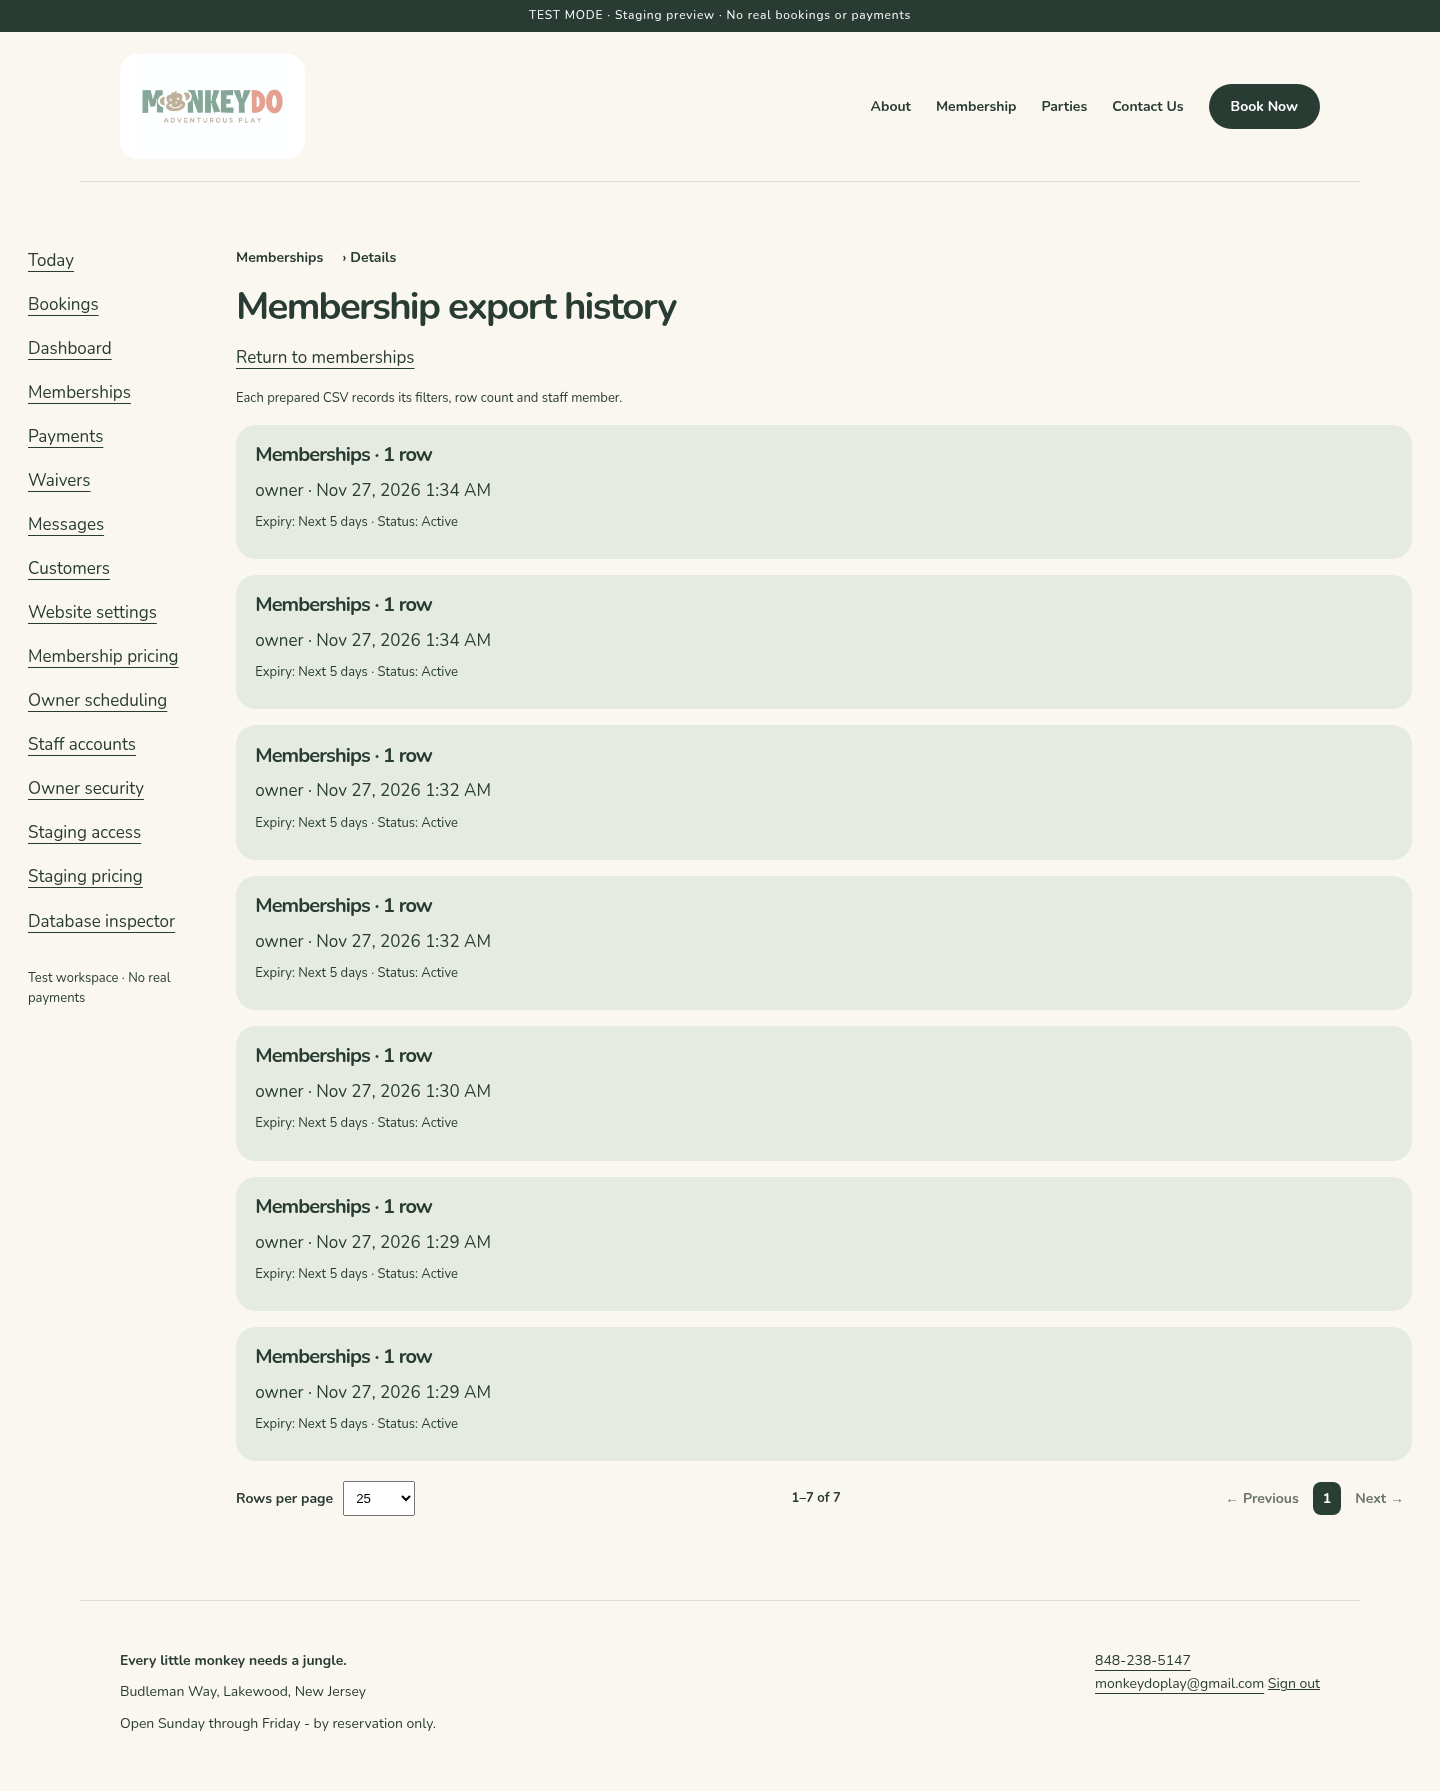 TEST MODE · Staging preview · No real bookings or payments
MONKEYDO
ADVENTUROUS PLAY
About
Membership
Parties
Contact Us
Book Now
Today
Bookings
Dashboard
Memberships
Payments
Waivers
Messages
Customers
Website settings
Membership pricing
Owner scheduling
Staff accounts
Owner security
Staging access
Staging pricing
Database inspector
Test workspace · No real
payments
Memberships › Details
Membership export history
Return to memberships
Each prepared CSV records its filters, row count and staff member.
Memberships · 1 row
owner · Nov 27, 2026 1:34 AM
Expiry: Next 5 days · Status: Active
Memberships · 1 row
owner · Nov 27, 2026 1:34 AM
Expiry: Next 5 days · Status: Active
Memberships · 1 row
owner · Nov 27, 2026 1:32 AM
Expiry: Next 5 days · Status: Active
Memberships · 1 row
owner · Nov 27, 2026 1:32 AM
Expiry: Next 5 days · Status: Active
Memberships · 1 row
owner · Nov 27, 2026 1:30 AM
Expiry: Next 5 days · Status: Active
Memberships · 1 row
owner · Nov 27, 2026 1:29 AM
Expiry: Next 5 days · Status: Active
Memberships · 1 row
owner · Nov 27, 2026 1:29 AM
Expiry: Next 5 days · Status: Active
Rows per page 25
1–7 of 7
← Previous 1 Next →
Every little monkey needs a jungle.
Budleman Way, Lakewood, New Jersey
Open Sunday through Friday - by reservation only.
848-238-5147
monkeydoplay@gmail.com Sign out